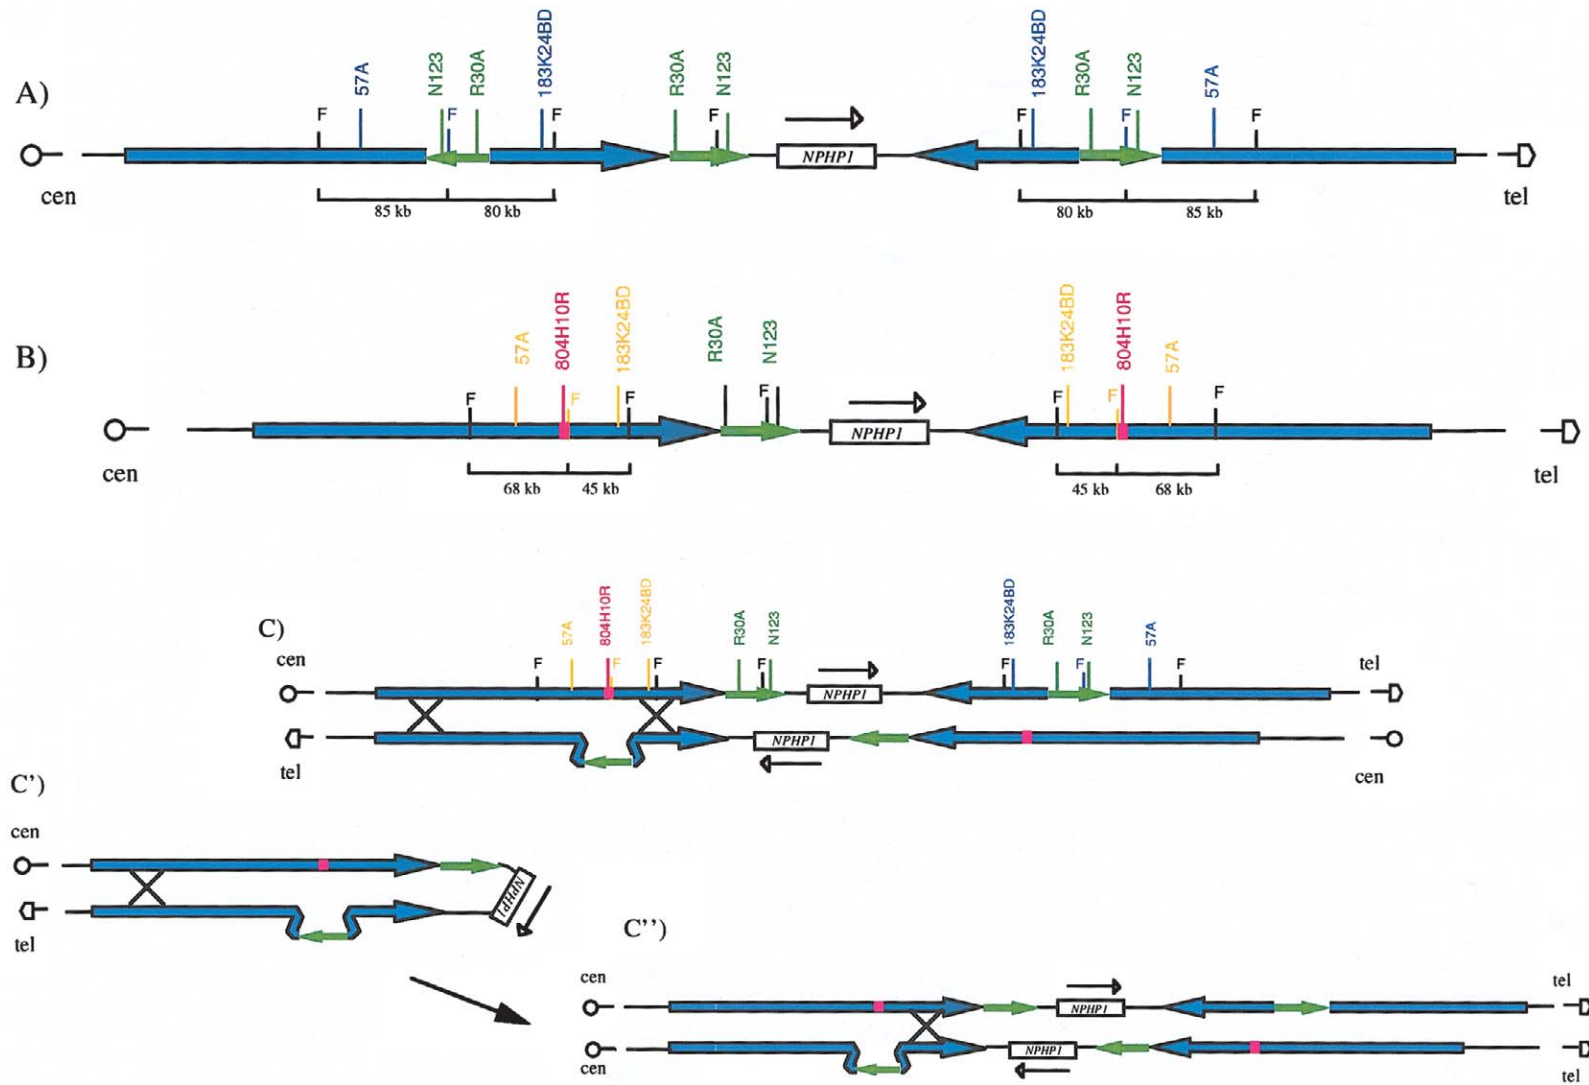 A)
F 57A N123 F R30A 183K24BD F R30A F N123 F 183K24BD R30A F N123 57A F
NPHP1
cen tel
85 kb 80 kb 80 kb 85 kb
B)
F 57A 804H10R F 183K24BD F R30A F N123 F 183K24BD F 804H10R 57A F
NPHP1
cen tel
68 kb 45 kb 45 kb 68 kb
C)
F 57A 804H10R F 183K24BD F R30A F N123 F 183K24BD R30A F N123 57A F
cen tel
NPHP1
NPHP1
tel cen
C')
cen
NPHP1
tel
C'')
cen tel
NPHP1
NPHP1
cen tel